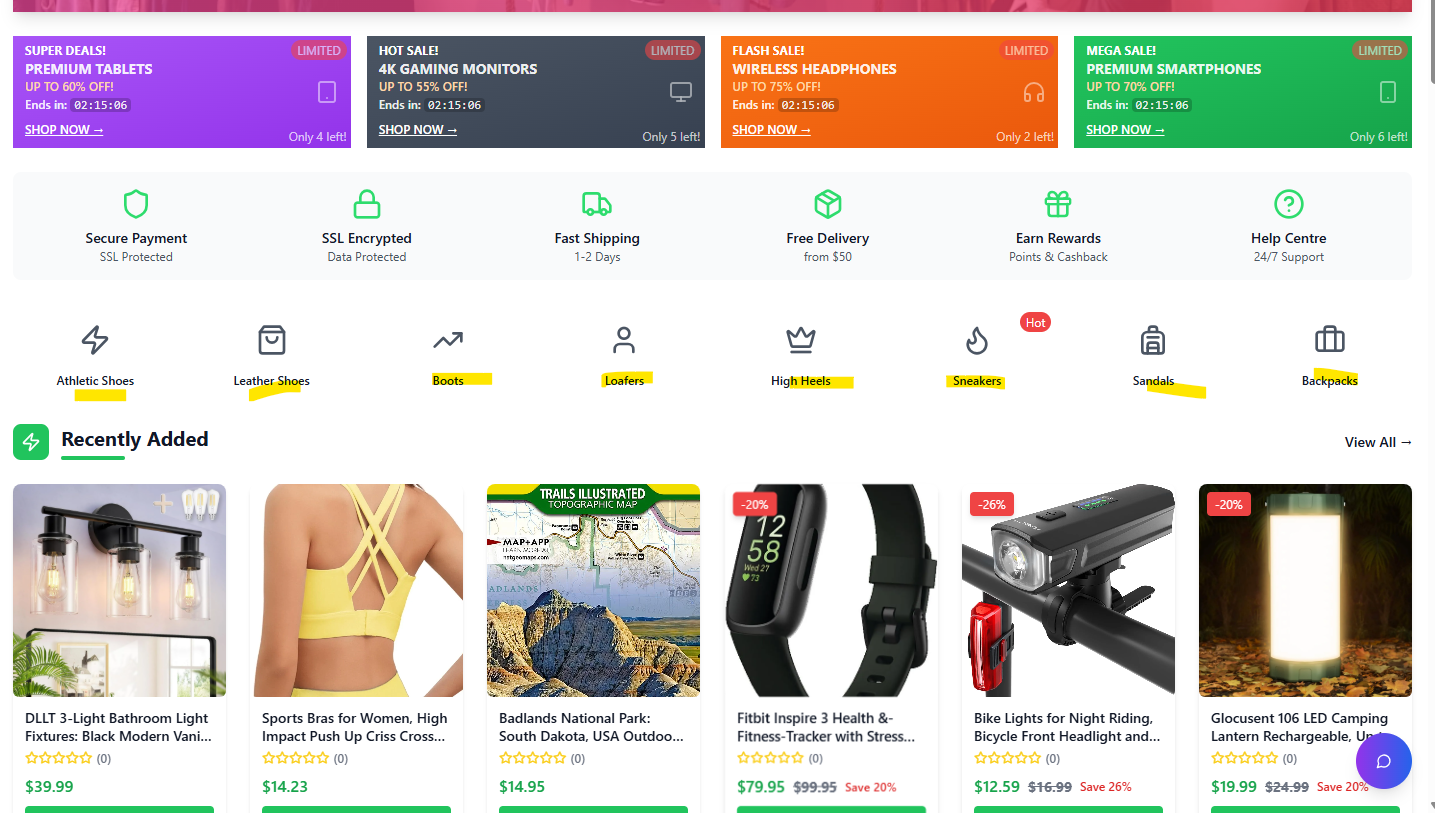 SUPER DEALS!
LIMITED
PREMIUM TABLETS
UP TO 60% OFF!
Ends in: 02:15:06
SHOP NOW →
Only 4 left!
HOT SALE!
LIMITED
4K GAMING MONITORS
UP TO 55% OFF!
Ends in: 02:15:06
SHOP NOW →
Only 5 left!
FLASH SALE!
LIMITED
WIRELESS HEADPHONES
UP TO 75% OFF!
Ends in: 02:15:06
SHOP NOW →
Only 2 left!
MEGA SALE!
LIMITED
PREMIUM SMARTPHONES
UP TO 70% OFF!
Ends in: 02:15:06
SHOP NOW →
Only 6 left!
Secure Payment
SSL Protected
SSL Encrypted
Data Protected
Fast Shipping
1-2 Days
Free Delivery
from $50
Earn Rewards
Points & Cashback
Help Centre
24/7 Support
Athletic Shoes
Leather Shoes
Boots
Loafers
High Heels
Hot
Sneakers
Sandals
Backpacks
Recently Added
View All →
DLLT 3-Light Bathroom Light
Fixtures: Black Modern Vani...
(0)
$39.99
Sports Bras for Women, High
Impact Push Up Criss Cross...
(0)
$14.23
TRAILS ILLUSTRATED
TOPOGRAPHIC MAP
MAP+APP
natgeomaps.com
Badlands National Park:
South Dakota, USA Outdoo...
(0)
$14.95
-20%
12
58
Wed 27
73
Fitbit Inspire 3 Health &-
Fitness-Tracker with Stress...
(0)
$79.95 $99.95 Save 20%
-26%
Bike Lights for Night Riding,
Bicycle Front Headlight and...
(0)
$12.59 $16.99 Save 26%
-20%
Glocusent 106 LED Camping
Lantern Rechargeable,
(0)
$19.99 $24.99 Save 20%